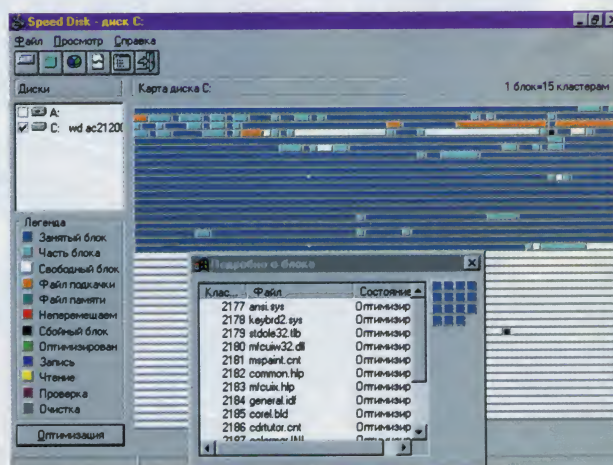 Speed Disk - диск C:
Файл Просмотр Справка
Диски
Карта диска C:
1 блок=15 кластерам
A:
C: wd ac21200
Легенда
Занятый блок
Часть блока
Свободный блок
Файл подкачки
Файл памяти
Неперемещаем
Сбойный блок
Оптимизирован
Запись
Чтение
Проверка
Очистка
Оптимизация
Подробно о блоке
Клас... Файл Состояние
2177 ansi.sys Оптимизир
2178 keybrd2.sys Оптимизир
2179 stdole32.tlb Оптимизир
2180 mfcuiw32.dll Оптимизир
2181 mspaint.cnt Оптимизир
2182 common.hlp Оптимизир
2183 mfcuix.hlp Оптимизир
2184 general.idf Оптимизир
2185 corel.bld Оптимизир
2186 cdrtutor.cnt Оптимизир
2187 Оптимизир